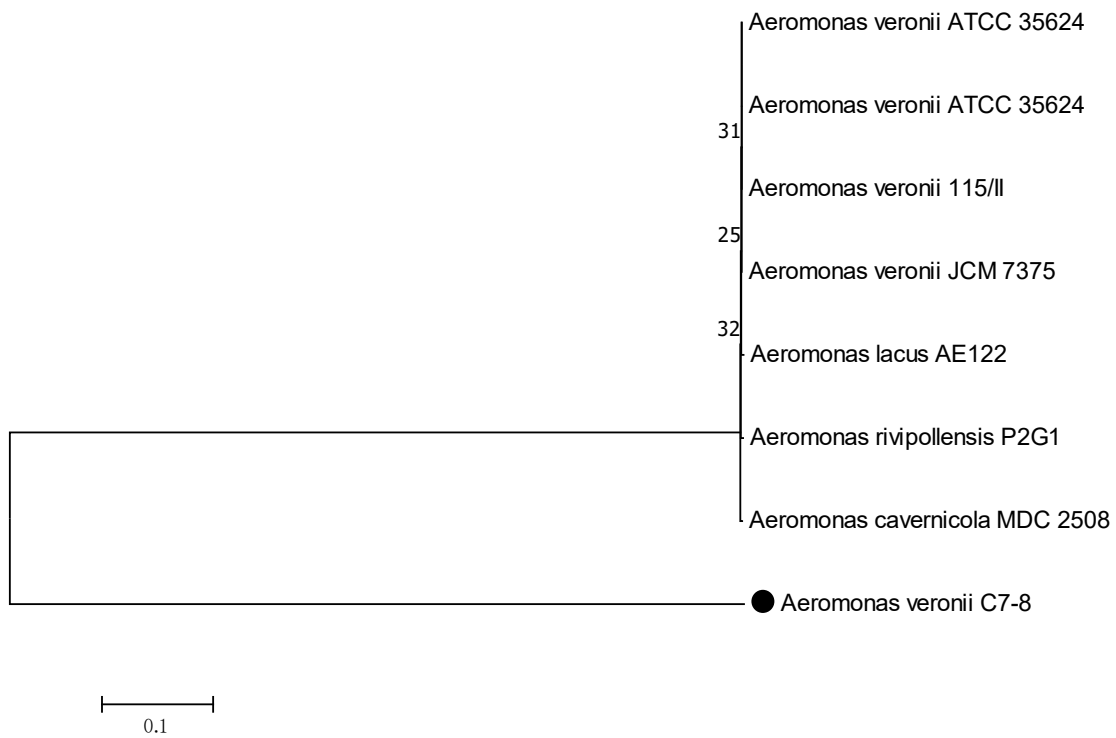 Aeromonas veronii ATCC 35624
Aeromonas veronii ATCC 35624
31
Aeromonas veronii 115/II
25
Aeromonas veronii JCM 7375
32
Aeromonas lacus AE122
Aeromonas rivipollensis P2G1
Aeromonas cavernicola MDC 2508
Aeromonas veronii C7-8
0.1